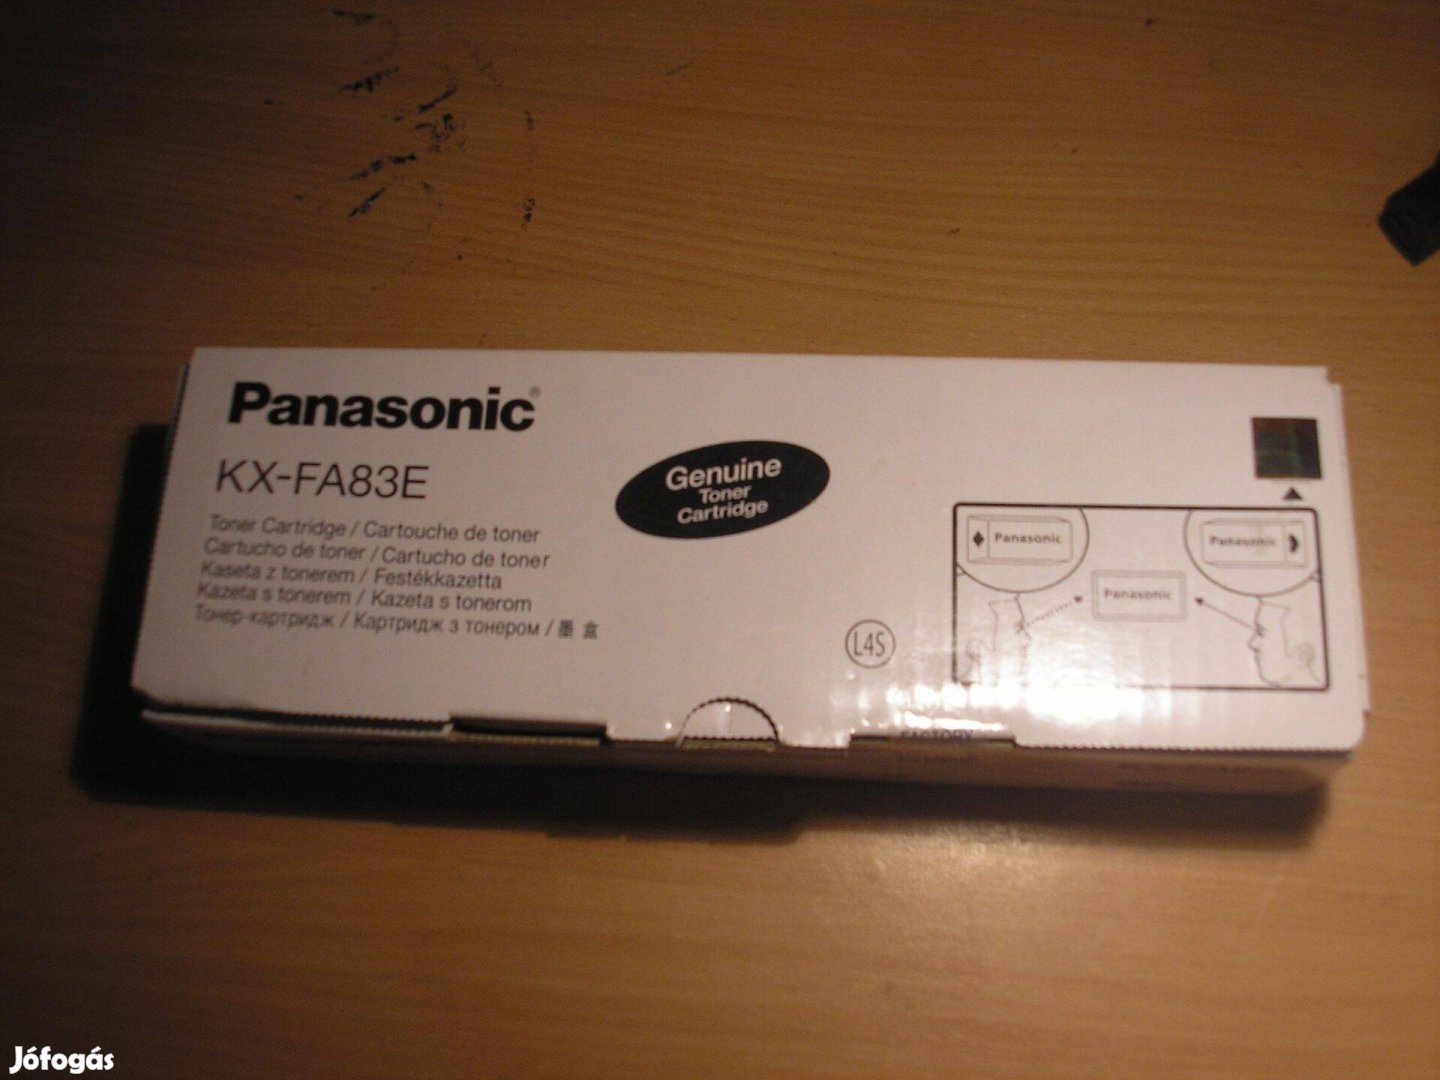 Panasonic®
KX-FA83E
Genuine
Toner
Cartridge
Toner Cartridge / Cartouche de toner
Cartucho de toner / Cartucho de toner
Kaseta z tonerem / Festékkazetta
Kazeta s tonerem / Kazeta s tonerom
Тонер-картридж / Картридж з тонером / 墨 盒
L4S
Panasonic
Panasonic
Panasonic
FACTORY
Jófogás